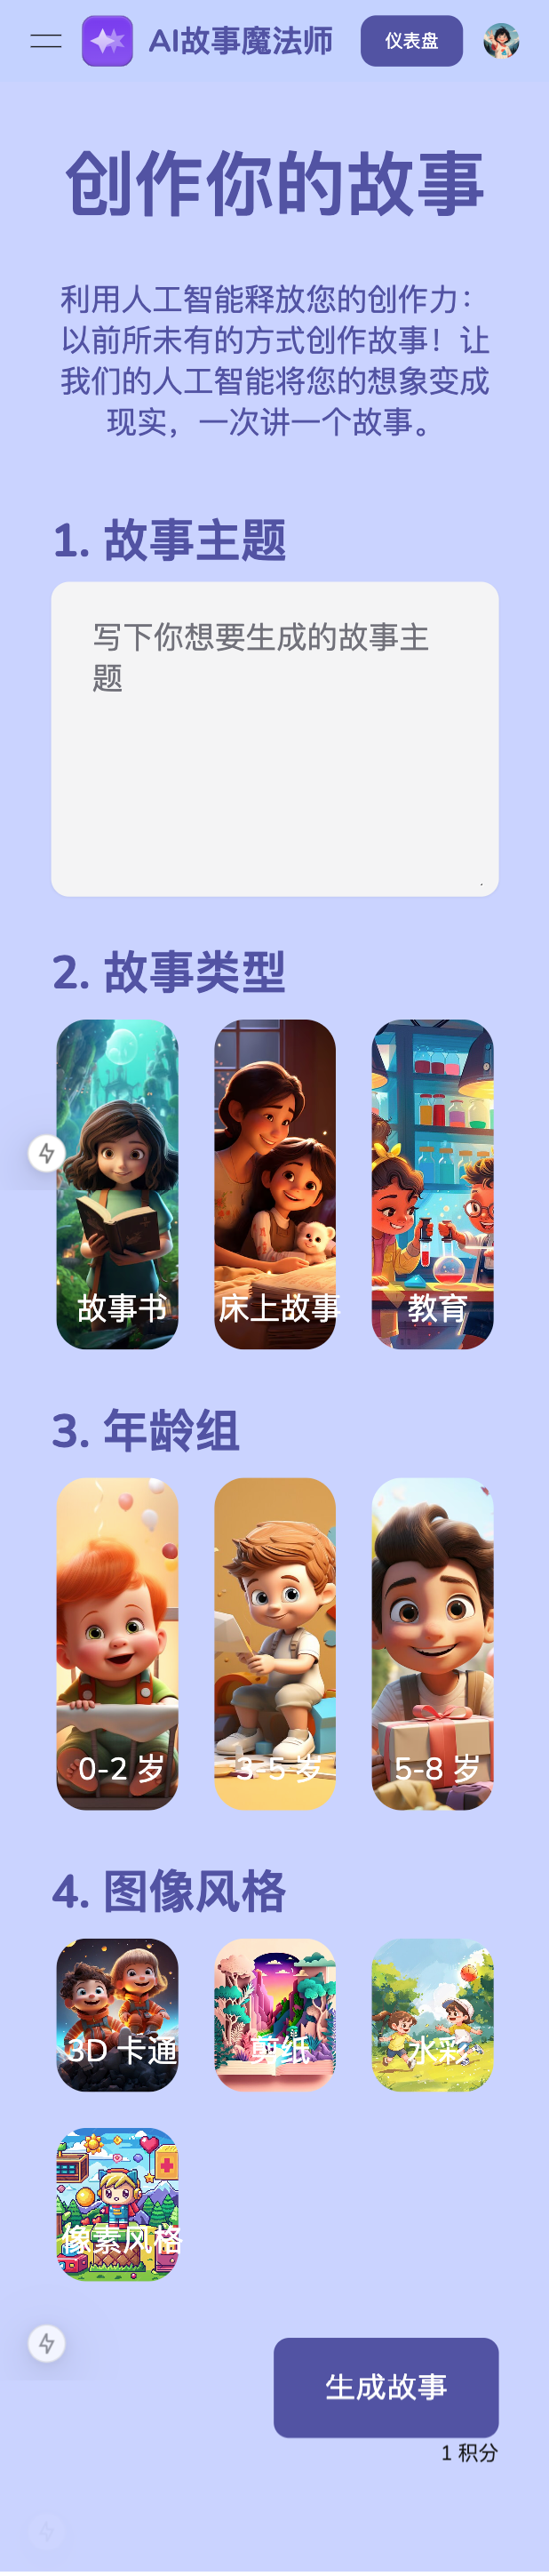 AI故事魔法师
仪表盘
创作你的故事
利用人工智能释放您的创作力：
以前所未有的方式创作故事！让
我们的人工智能将您的想象变成
现实，一次讲一个故事。
1. 故事主题
写下你想要生成的故事主
题
2. 故事类型
故事书
床上故事
教育
3. 年龄组
0-2 岁
3-5 岁
5-8 岁
4. 图像风格
3D 卡通
剪纸
水彩
像素风格
生成故事
1 积分